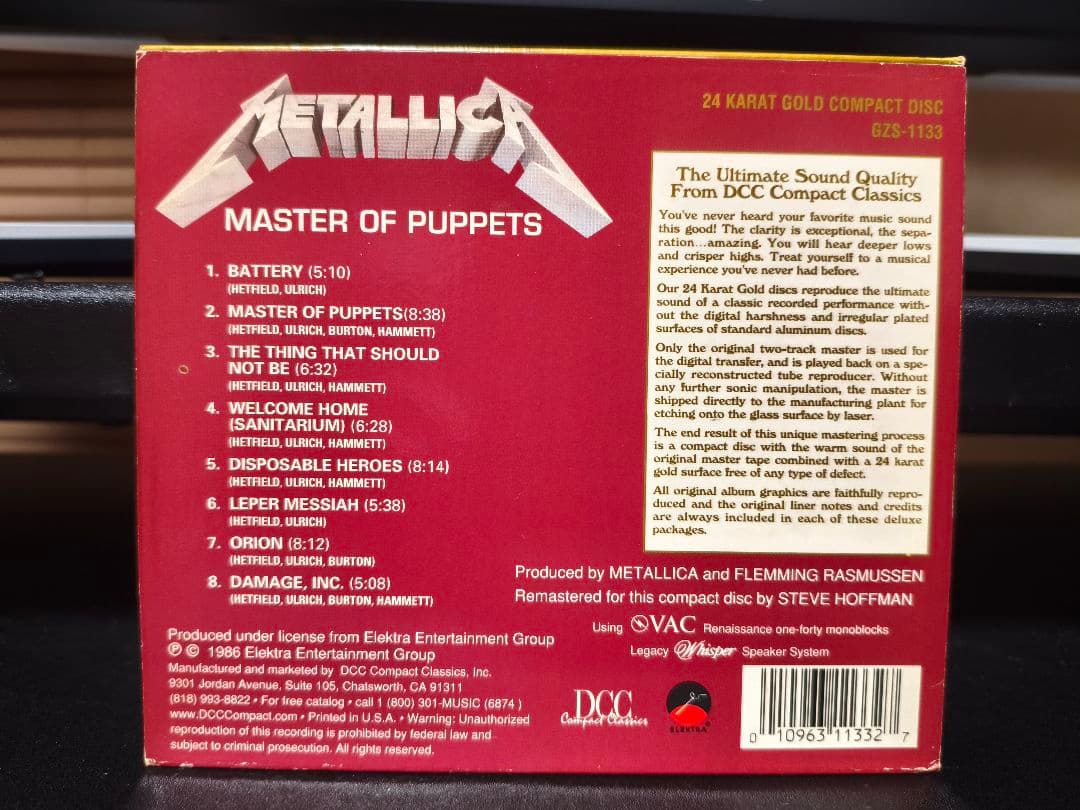 METALLICA
MASTER OF PUPPETS
24 KARAT GOLD COMPACT DISC
GZS-1133
1. BATTERY (5:10)
(HETFIELD, ULRICH)
2. MASTER OF PUPPETS(8:38)
(HETFIELD, ULRICH, BURTON, HAMMETT)
3. THE THING THAT SHOULD
NOT BE (6:32)
(HETFIELD, ULRICH, HAMMETT)
4. WELCOME HOME
(SANITARIUM) (6:28)
(HETFIELD, ULRICH, HAMMETT)
5. DISPOSABLE HEROES (8:14)
(HETFIELD, ULRICH, HAMMETT)
6. LEPER MESSIAH (5:38)
(HETFIELD, ULRICH)
7. ORION (8:12)
(HETFIELD, ULRICH, BURTON)
8. DAMAGE, INC. (5:08)
(HETFIELD, ULRICH, BURTON, HAMMETT)
The Ultimate Sound Quality
From DCC Compact Classics
You've never heard your favorite music sound
this good! The clarity is exceptional, the sepa-
ration...amazing. You will hear deeper lows
and crisper highs. Treat yourself to a musical
experience you've never had before.
Our 24 Karat Gold discs reproduce the ultimate
sound of a classic recorded performance with-
out the digital harshness and irregular plated
surfaces of standard aluminum discs.
Only the original two-track master is used for
the digital transfer, and is played back on a spe-
cially reconstructed tube reproducer. Without
any further sonic manipulation, the master is
shipped directly to the manufacturing plant for
etching onto the glass surface by laser.
The end result of this unique mastering process
is a compact disc with the warm sound of the
original master tape combined with a 24 karat
gold surface free of any type of defect.
All original album graphics are faithfully repro-
duced and the original liner notes and credits
are always included in each of these deluxe
packages.
Produced by METALLICA and FLEMMING RASMUSSEN
Remastered for this compact disc by STEVE HOFFMAN
Using VAC Renaissance one-forty monoblocks
Legacy Whisper Speaker System
Produced under license from Elektra Entertainment Group
℗ © 1986 Elektra Entertainment Group
Manufactured and marketed by DCC Compact Classics, Inc.
9301 Jordan Avenue, Suite 105, Chatsworth, CA 91311
(818) 993-8822 • For free catalog • call 1 (800) 301-MUSIC (6874 )
www.DCCCompact.com • Printed in U.S.A. • Warning: Unauthorized
reproduction of this recording is prohibited by federal law and
subject to criminal prosecution. All rights reserved.
DCC
Compact Classics
ELEKTRA
0 10963 11332 7